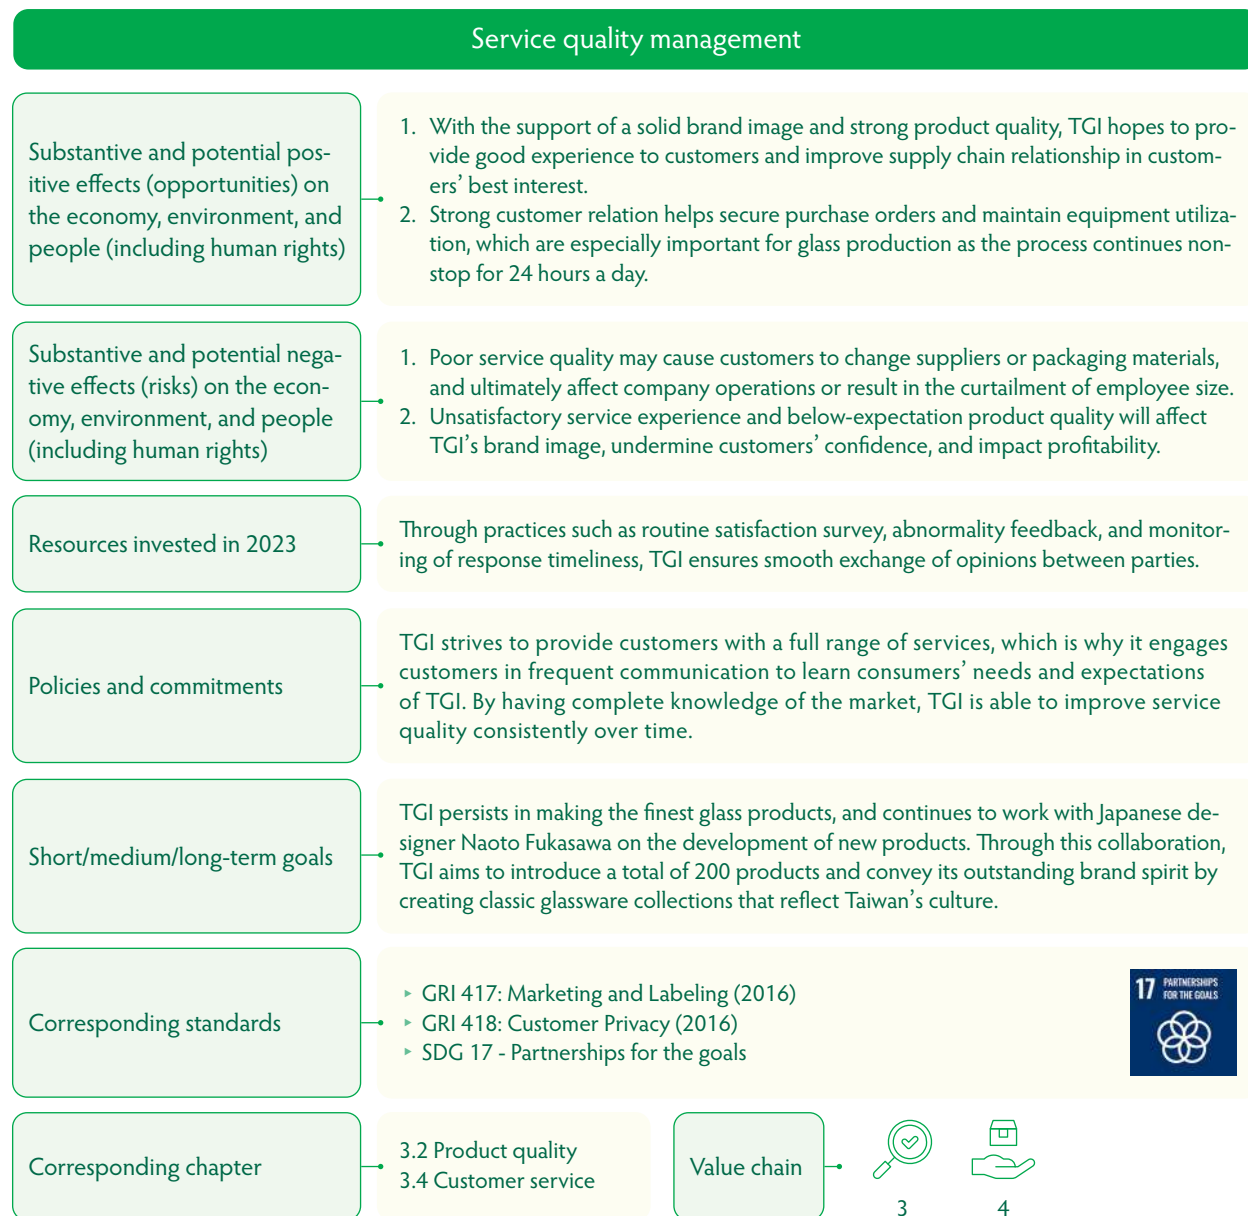 Service quality management
Substantive and potential pos-
itive effects (opportunities) on
the economy, environment, and
people (including human rights)
1. With the support of a solid brand image and strong product quality, TGI hopes to pro-
vide good experience to customers and improve supply chain relationship in custom-
ers’ best interest.
2. Strong customer relation helps secure purchase orders and maintain equipment utiliza-
tion, which are especially important for glass production as the process continues non-
stop for 24 hours a day.
Substantive and potential nega-
tive effects (risks) on the econ-
omy, environment, and people
(including human rights)
1. Poor service quality may cause customers to change suppliers or packaging materials,
and ultimately affect company operations or result in the curtailment of employee size.
2. Unsatisfactory service experience and below-expectation product quality will affect
TGI’s brand image, undermine customers’ confidence, and impact profitability.
Resources invested in 2023
Through practices such as routine satisfaction survey, abnormality feedback, and monitor-
ing of response timeliness, TGI ensures smooth exchange of opinions between parties.
Policies and commitments
TGI strives to provide customers with a full range of services, which is why it engages
customers in frequent communication to learn consumers’ needs and expectations
of TGI. By having complete knowledge of the market, TGI is able to improve service
quality consistently over time.
Short/medium/long-term goals
TGI persists in making the finest glass products, and continues to work with Japanese de-
signer Naoto Fukasawa on the development of new products. Through this collaboration,
TGI aims to introduce a total of 200 products and convey its outstanding brand spirit by
creating classic glassware collections that reflect Taiwan’s culture.
Corresponding standards
▸ GRI 417: Marketing and Labeling (2016)
▸ GRI 418: Customer Privacy (2016)
▸ SDG 17 - Partnerships for the goals
17 PARTNERSHIPS
FOR THE GOALS
Corresponding chapter
3.2 Product quality
3.4 Customer service
Value chain
3
4